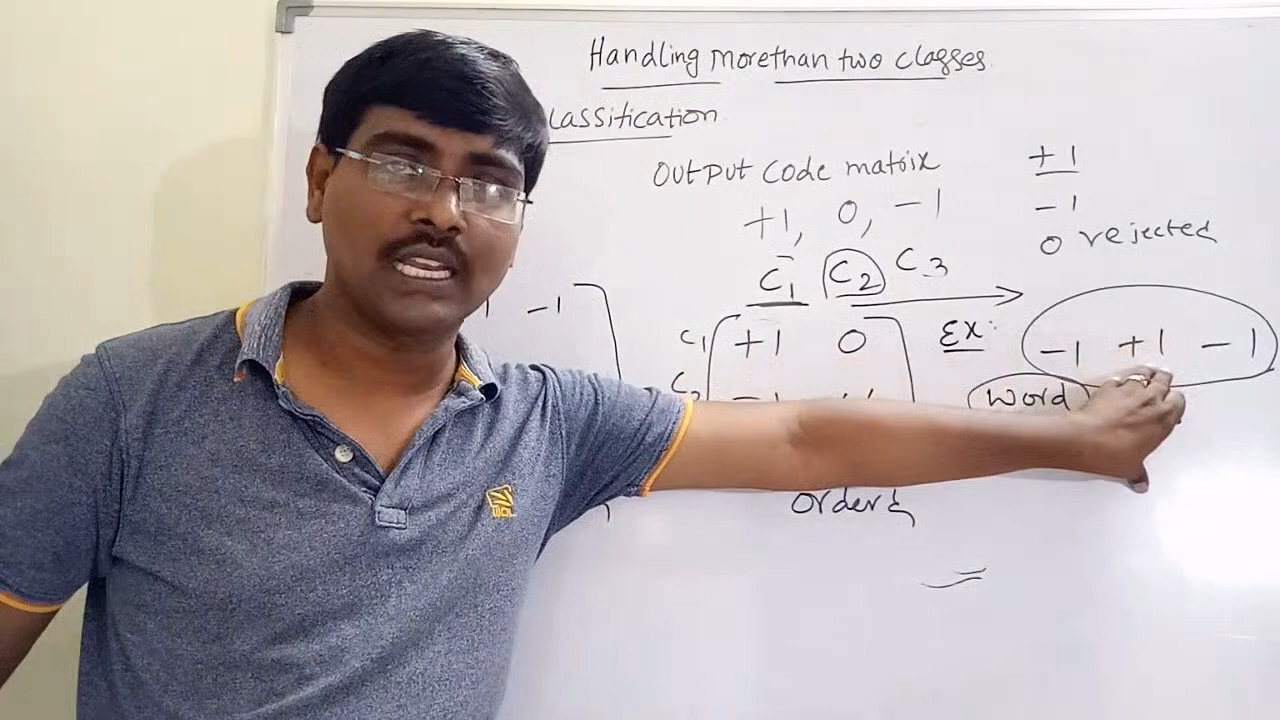 Handling morethan two classes
lassification
output code matrix
+1
+1, 0, -1
-1
0 rejected
C1 C2 C3
-1
C1 +1 0
Ex:
-1 +1 -1
word
order